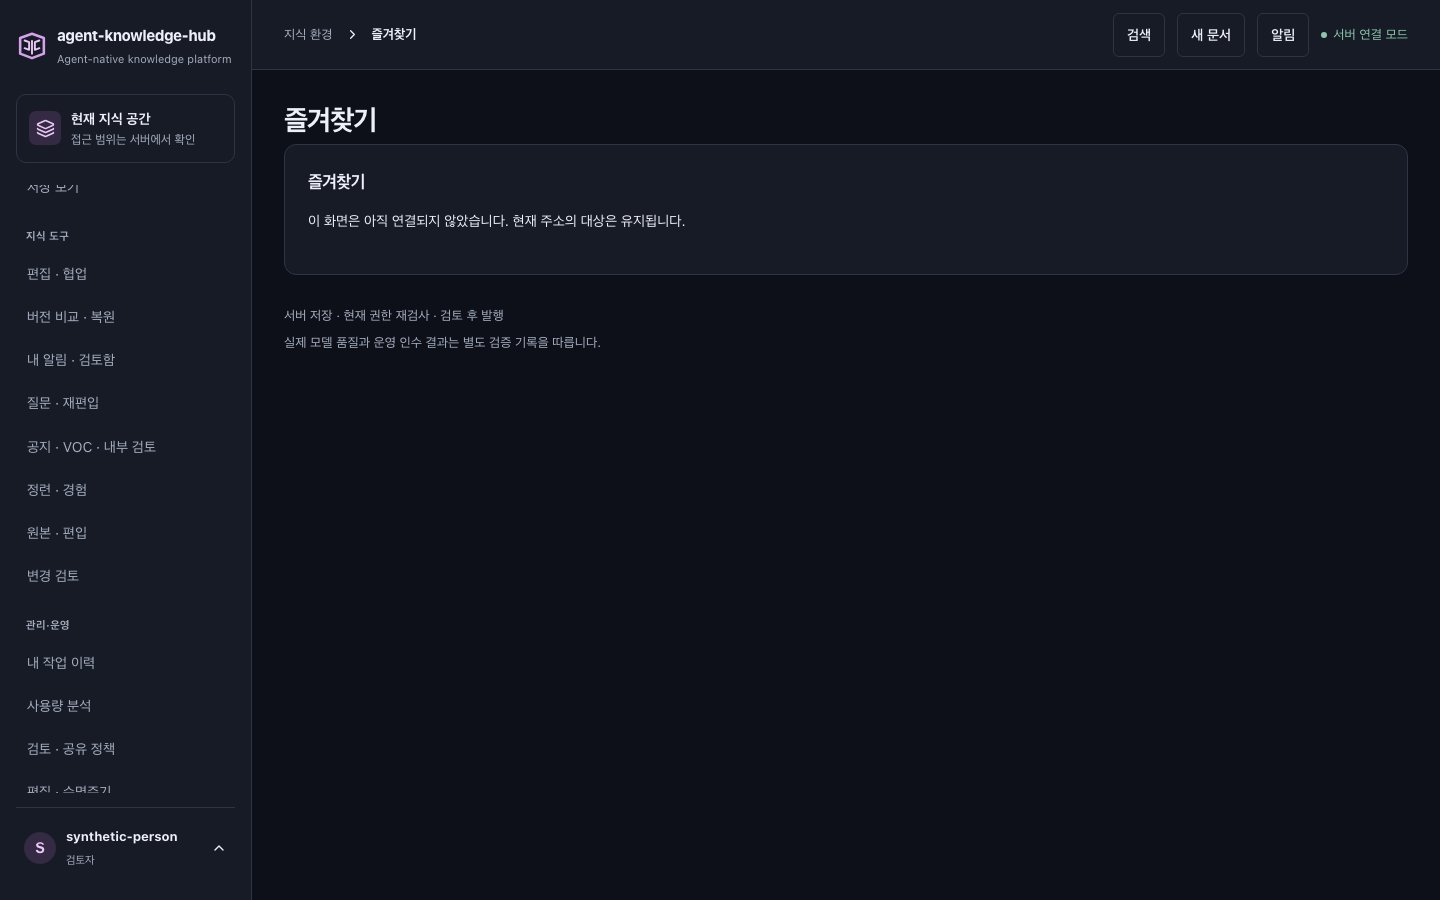 agent-knowledge-hub
Agent-native knowledge platform
현재 지식 공간
접근 범위는 서버에서 확인
저장 보기
지식 도구
편집 · 협업
버전 비교 · 복원
내 알림 · 검토함
질문 · 재편입
공지 · VOC · 내부 검토
정련 · 경험
원본 · 편입
변경 검토
관리·운영
내 작업 이력
사용량 분석
검토 · 공유 정책
편집 · 수명주기
S
synthetic-person
검토자
지식 환경
즐겨찾기
검색
새 문서
알림
서버 연결 모드
즐겨찾기
즐겨찾기
이 화면은 아직 연결되지 않았습니다. 현재 주소의 대상은 유지됩니다.
서버 저장 · 현재 권한 재검사 · 검토 후 발행
실제 모델 품질과 운영 인수 결과는 별도 검증 기록을 따릅니다.